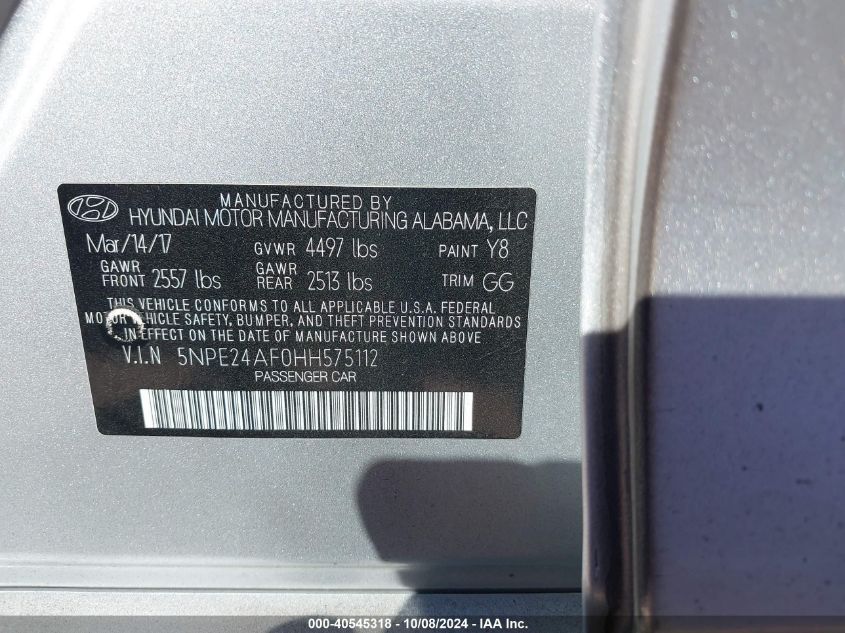 MANUFACTURED BY
HYUNDAI MOTOR MANUFACTURING ALABAMA, LLC
Mar/14/17 GVWR 4497 lbs PAINT Y8
GAWR FRONT 2557 lbs GAWR REAR 2513 lbs TRIM GG
THIS VEHICLE CONFORMS TO ALL APPLICABLE U.S.A. FEDERAL
MOTOR VEHICLE SAFETY, BUMPER, AND THEFT PREVENTION STANDARDS
IN EFFECT ON THE DATE OF MANUFACTURE SHOWN ABOVE
V.I.N 5NPE24AF0HH575112
PASSENGER CAR
000-40545318 - 10/08/2024 - IAA Inc.